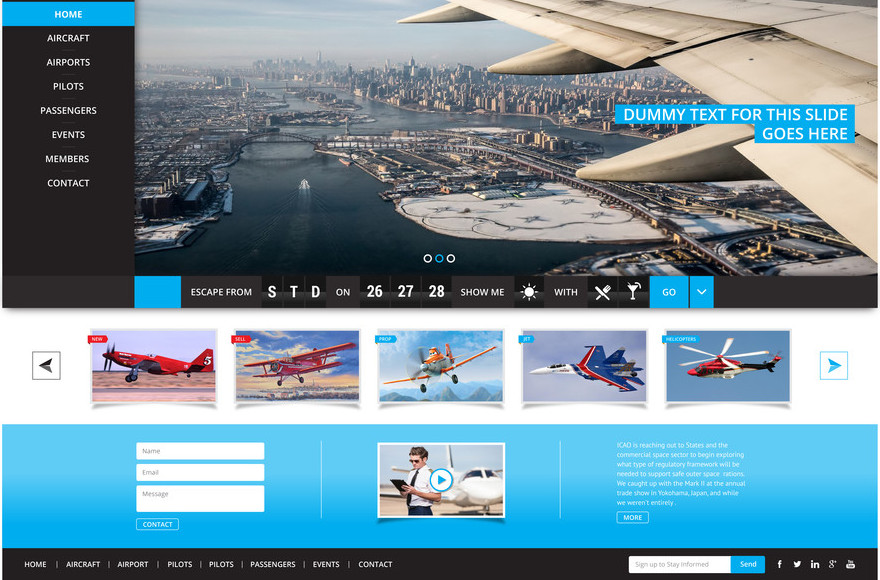 HOME
AIRCRAFT
AIRPORTS
PILOTS
PASSENGERS
EVENTS
MEMBERS
CONTACT
DUMMY TEXT FOR THIS SLIDE
GOES HERE
ESCAPE FROM S T D ON 26 27 28 SHOW ME WITH GO
NEW
SELL
PROP
JET
HELICOPTERS
5
Name
Email
Message
CONTACT
ICAO is reaching out to States and the
commercial space sector to begin exploring
what type of regulatory framework will be
needed to support safe outer space rations.
We caught up with the Mark II at the annual
trade show in Yokohama, Japan, and while
we weren't entirely .
MORE
HOME | AIRCRAFT | AIRPORT | PILOTS | PILOTS | PASSENGERS | EVENTS | CONTACT
Sign up to Stay informed Send